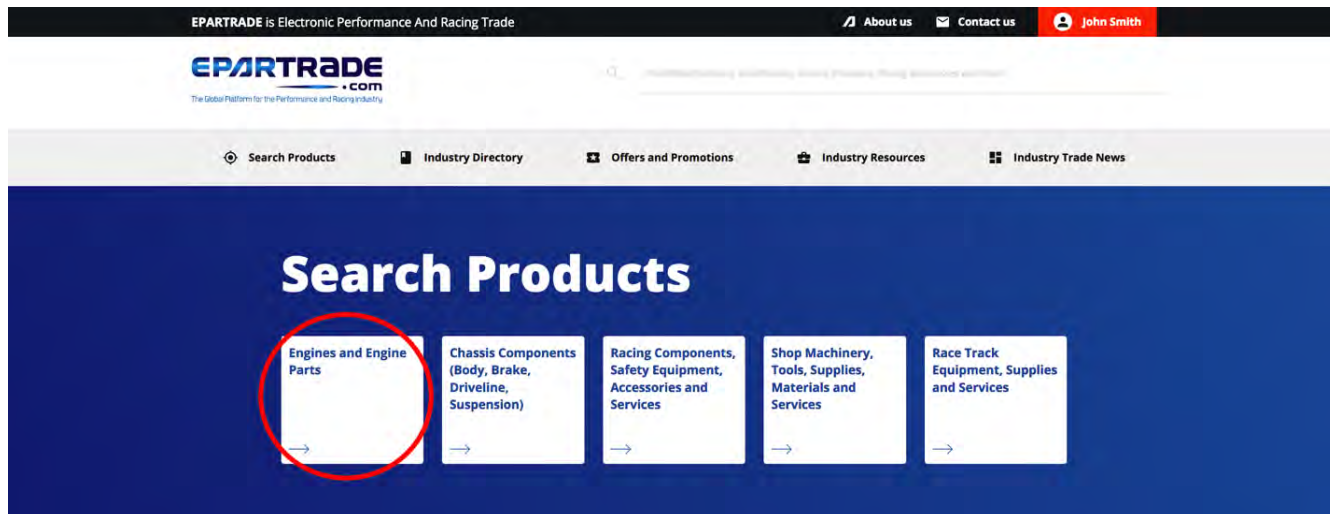 EPARTRADE is Electronic Performance And Racing Trade
About us
Contact us
John Smith
EPARTRADE
.com
The Global Platform for the Performance and Racing Industry
Search Products
Industry Directory
Offers and Promotions
Industry Resources
Industry Trade News
Search Products
Engines and Engine
Parts
Chassis Components
(Body, Brake,
Driveline,
Suspension)
Racing Components,
Safety Equipment,
Accessories and
Services
Shop Machinery,
Tools, Supplies,
Materials and
Services
Race Track
Equipment, Supplies
and Services